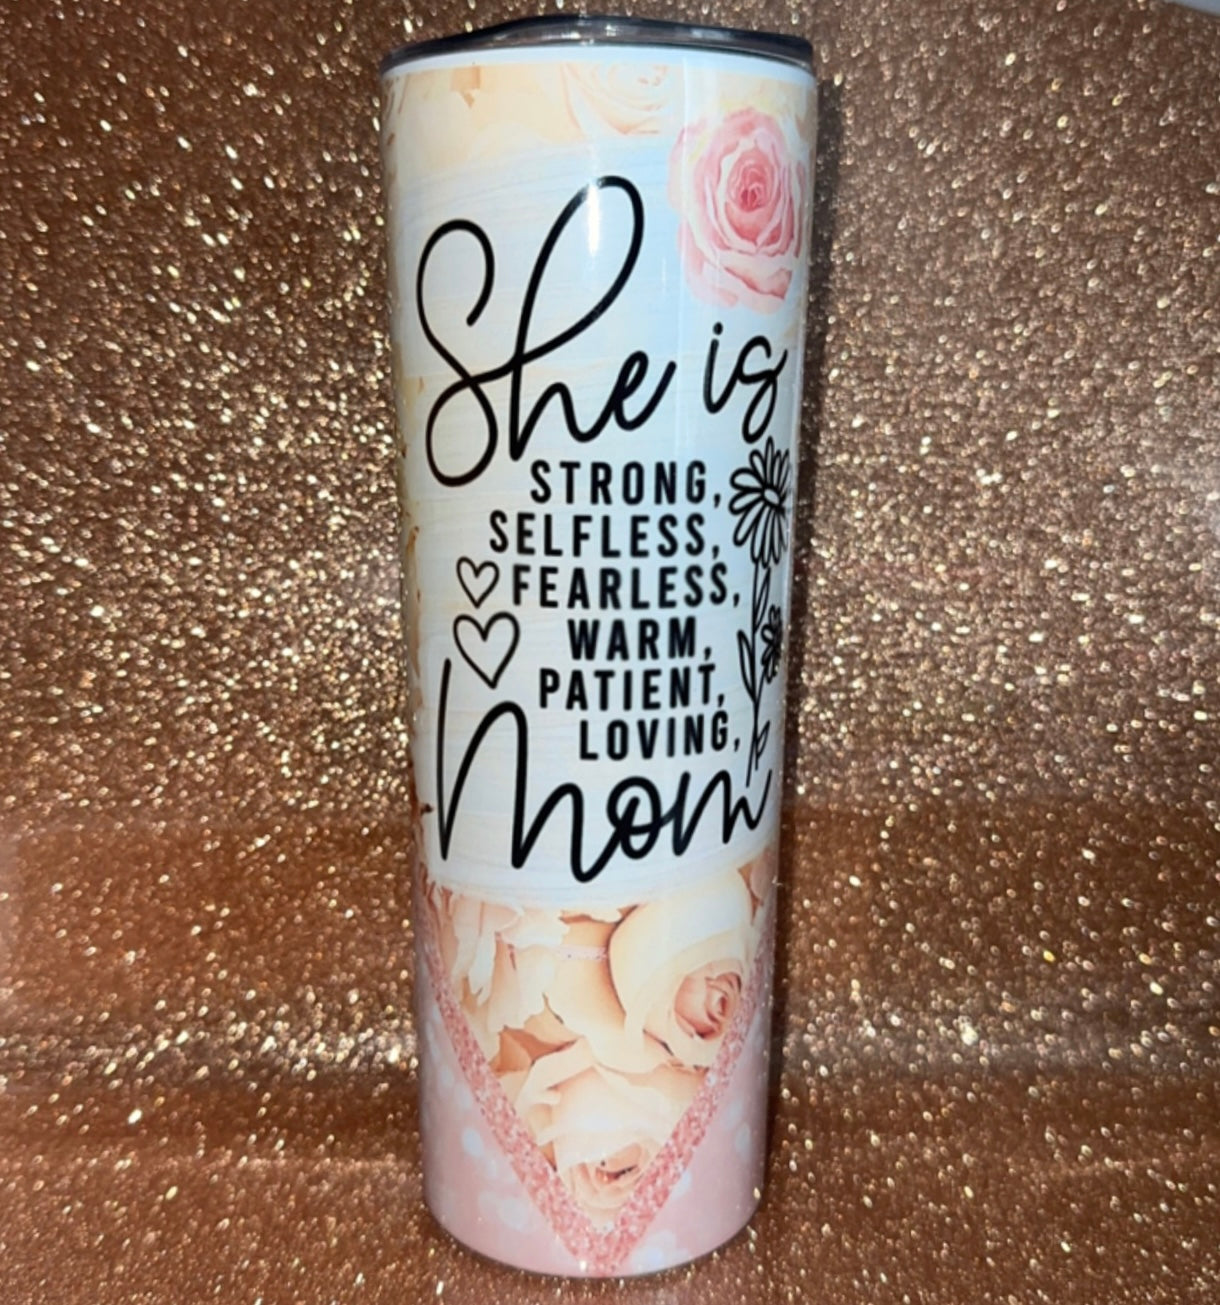 She is
STRONG,
SELFLESS,
FEARLESS,
WARM,
PATIENT,
LOVING,
Mom